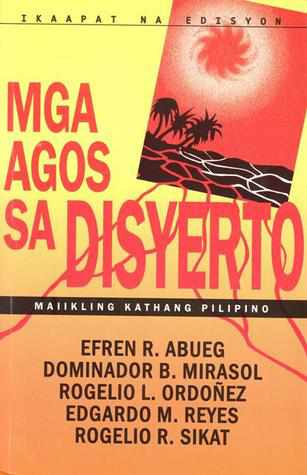 IKAAPAT NA EDISYON
MGA
AGOS
SA DISYERTO
MAIIKLING KATHANG PILIPINO
EFREN R. ABUEG
DOMINADOR B. MIRASOL
ROGELIO L. ORDOÑEZ
EDGARDO M. REYES
ROGELIO R. SIKAT